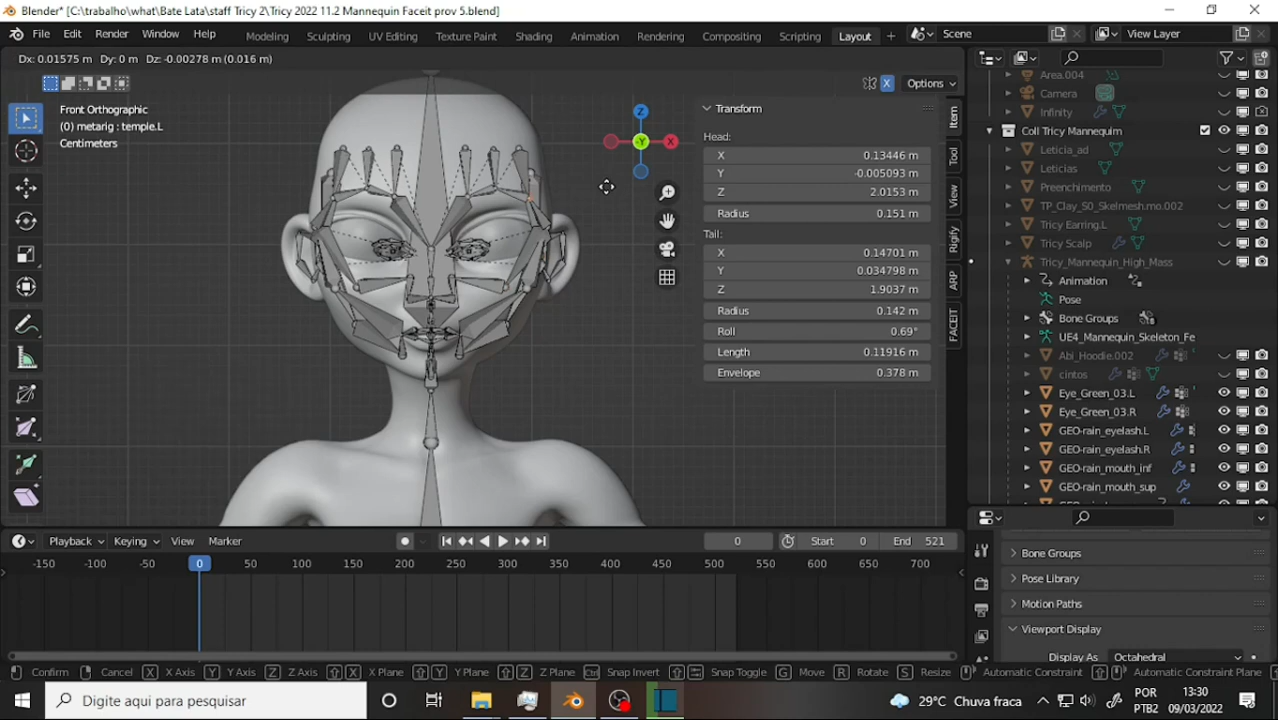 Blender* [C:\trabalho\what\Bate Lata\staff Tricy 2\Tricy 2022 11.2 Mannequin Faceit prov 5.blend]
File Edit Render Window Help
Modeling Sculpting UV Editing Texture Paint Shading Animation Rendering Compositing Scripting Layout
Scene
View Layer
Dx: 0.01575 m Dy: 0 m Dz: -0.00278 m (0.016 m)
X
Options
Front Orthographic
(0) metarig : temple.L
Centimeters
Z
-Y
X
Transform
Head:
X 0.13446 m
Y -0.005093 m
Z 2.0153 m
Radius 0.151 m
Tail:
X 0.14701 m
Y 0.034798 m
Z 1.9037 m
Radius 0.142 m
Roll 0.69°
Length 0.11916 m
Envelope 0.378 m
Item
Tool
View
Rigify
ARP
FACEIT
Area.004
Camera
Infinity
Coll Tricy Mannequim
Leticia_ad
Leticias
Preenchimento
TP_Clay_S0_Skelmesh.mo.002
Tricy Earring.L
Tricy Scalp
Tricy_Mannequin_High_Mass
Animation
Pose
Bone Groups
UE4_Mannequin_Skeleton_Fe
Abi_Hoodie.002
cintos
Eye_Green_03.L
Eye_Green_03.R
GEO-rain_eyelash.L
GEO-rain_eyelash.R
GEO-rain_mouth_inf
GEO-rain_mouth_sup
Playback Keying View Marker
0
Start 0
End 521
-150 -100 -50 0 50 100 150 200 250 300 350 400 450 500 550 600 650 700
Bone Groups
Pose Library
Motion Paths
Viewport Display
Display As Octahedral
Confirm Cancel X X Axis Y Y Axis Z Z Axis X X Plane Y Y Plane Z Z Plane Ctrl Snap Invert Snap Toggle G Move R Rotate S Resize Automatic Constraint Automatic Constraint Plane
Digite aqui para pesquisar
29°C Chuva fraca
POR
PTB2
13:30
09/03/2022